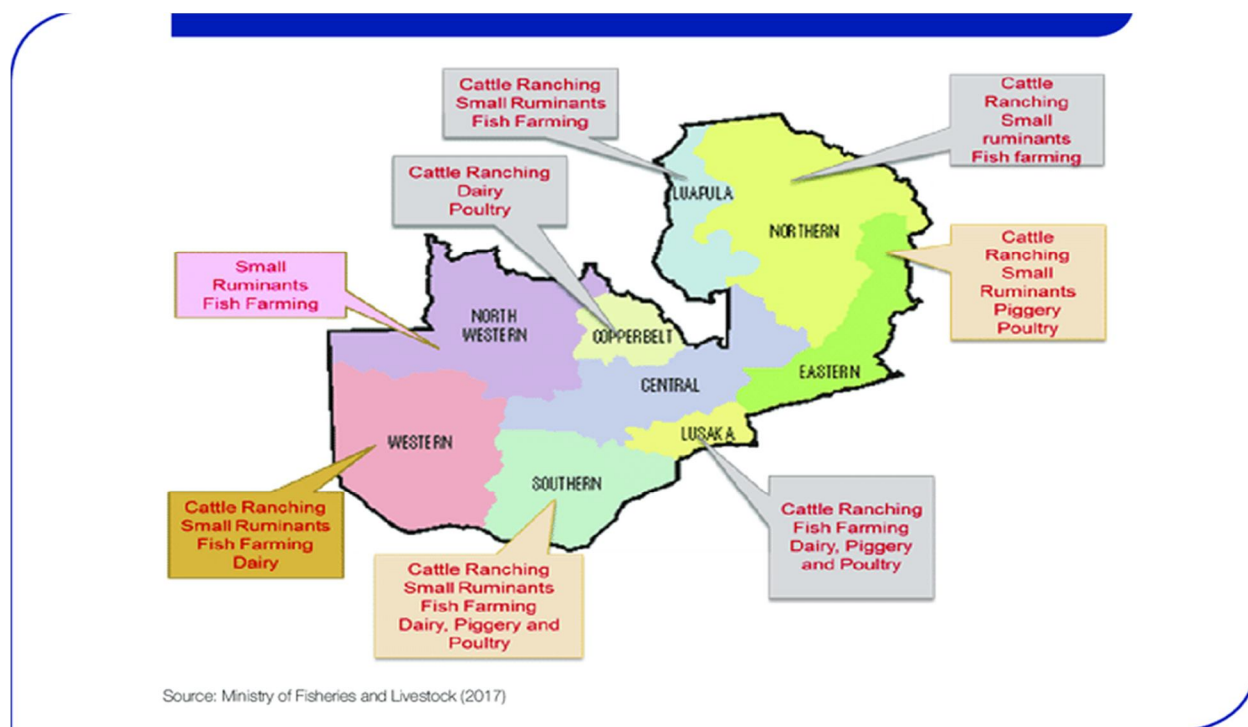 Cattle Ranching
Small Ruminants
Fish Farming
Cattle
Ranching
Small
ruminants
Fish farming
Cattle Ranching
Dairy
Poultry
LUAPULA
NORTHERN
Cattle
Ranching
Small
Ruminants
Piggery
Poultry
Small
Ruminants
Fish Farming
NORTH
WESTERN
COPPERBELT
CENTRAL
EASTERN
WESTERN
LUSAKA
SOUTHERN
Cattle Ranching
Small Ruminants
Fish Farming
Dairy
Cattle Ranching
Fish Farming
Dairy, Piggery
and Poultry
Cattle Ranching
Small Ruminants
Fish Farming
Dairy, Piggery and
Poultry
Source: Ministry of Fisheries and Livestock (2017)